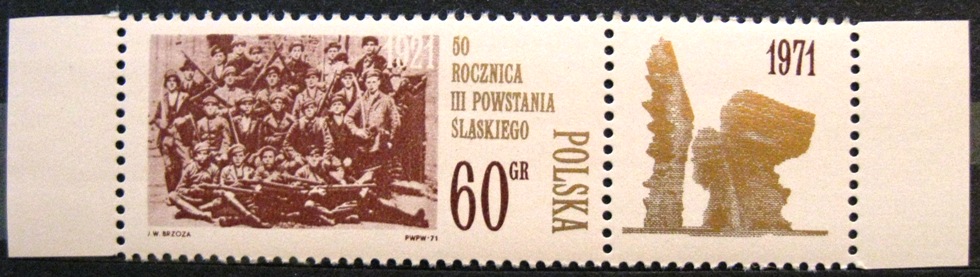 1921
50
ROCZNICA
III POWSTANIA
ŚLĄSKIEGO
60 GR
POLSKA
J.W. BRZOZA
PWPW-71
1971